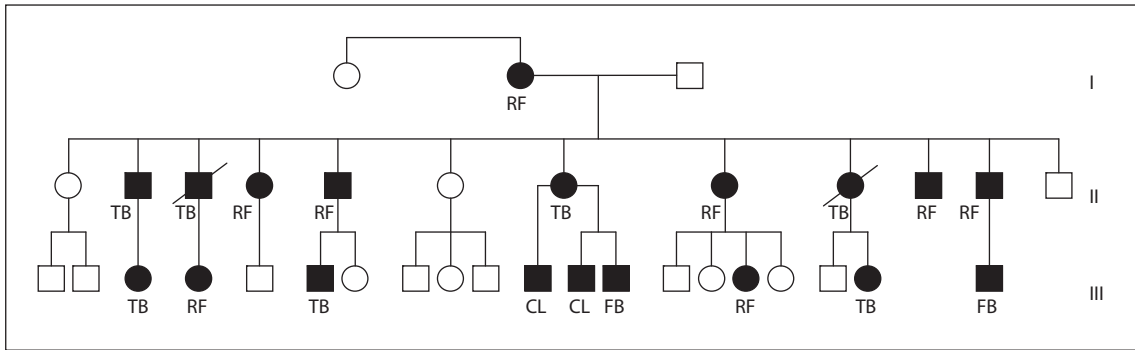 I
RF
TB TB RF RF TB RF TB RF RF II
TB RF TB CL CL FB RF TB FB III